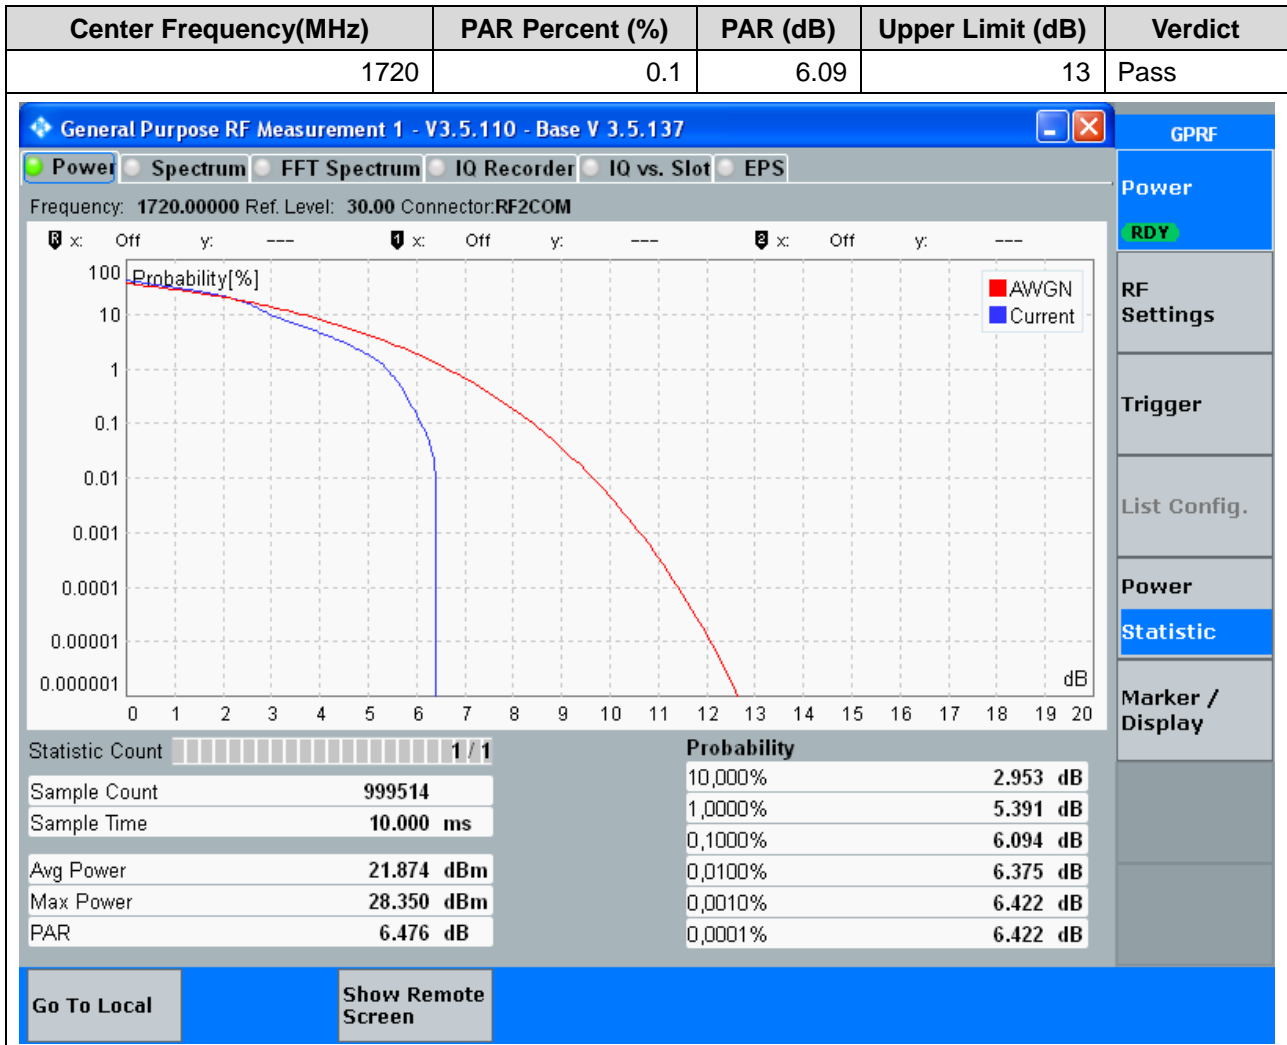 Center Frequency(MHz) PAR Percent (%) PAR (dB) Upper Limit (dB) Verdict
1720 0.1 6.09 13 Pass
General Purpose RF Measurement 1 - V3.5.110 - Base V 3.5.137
GPRF
Power Spectrum FFT Spectrum IQ Recorder IQ vs. Slot EPS
Power
RDY
Frequency: 1720.00000 Ref. Level: 30.00 Connector:RF2COM
R x: Off y: --- 1 x: Off y: --- 2 x: Off y: ---
Probability[%]
AWGN
Current
100
10
1
0.1
0.01
0.001
0.0001
0.00001
0.000001
dB
0 1 2 3 4 5 6 7 8 9 10 11 12 13 14 15 16 17 18 19 20
RF
Settings
Trigger
List Config.
Power
Statistic
Marker /
Display
Statistic Count 1 / 1
Sample Count 999514
Sample Time 10.000 ms
Avg Power 21.874 dBm
Max Power 28.350 dBm
PAR 6.476 dB
Probability
10,000% 2.953 dB
1,0000% 5.391 dB
0,1000% 6.094 dB
0,0100% 6.375 dB
0,0010% 6.422 dB
0,0001% 6.422 dB
Go To Local
Show Remote
Screen